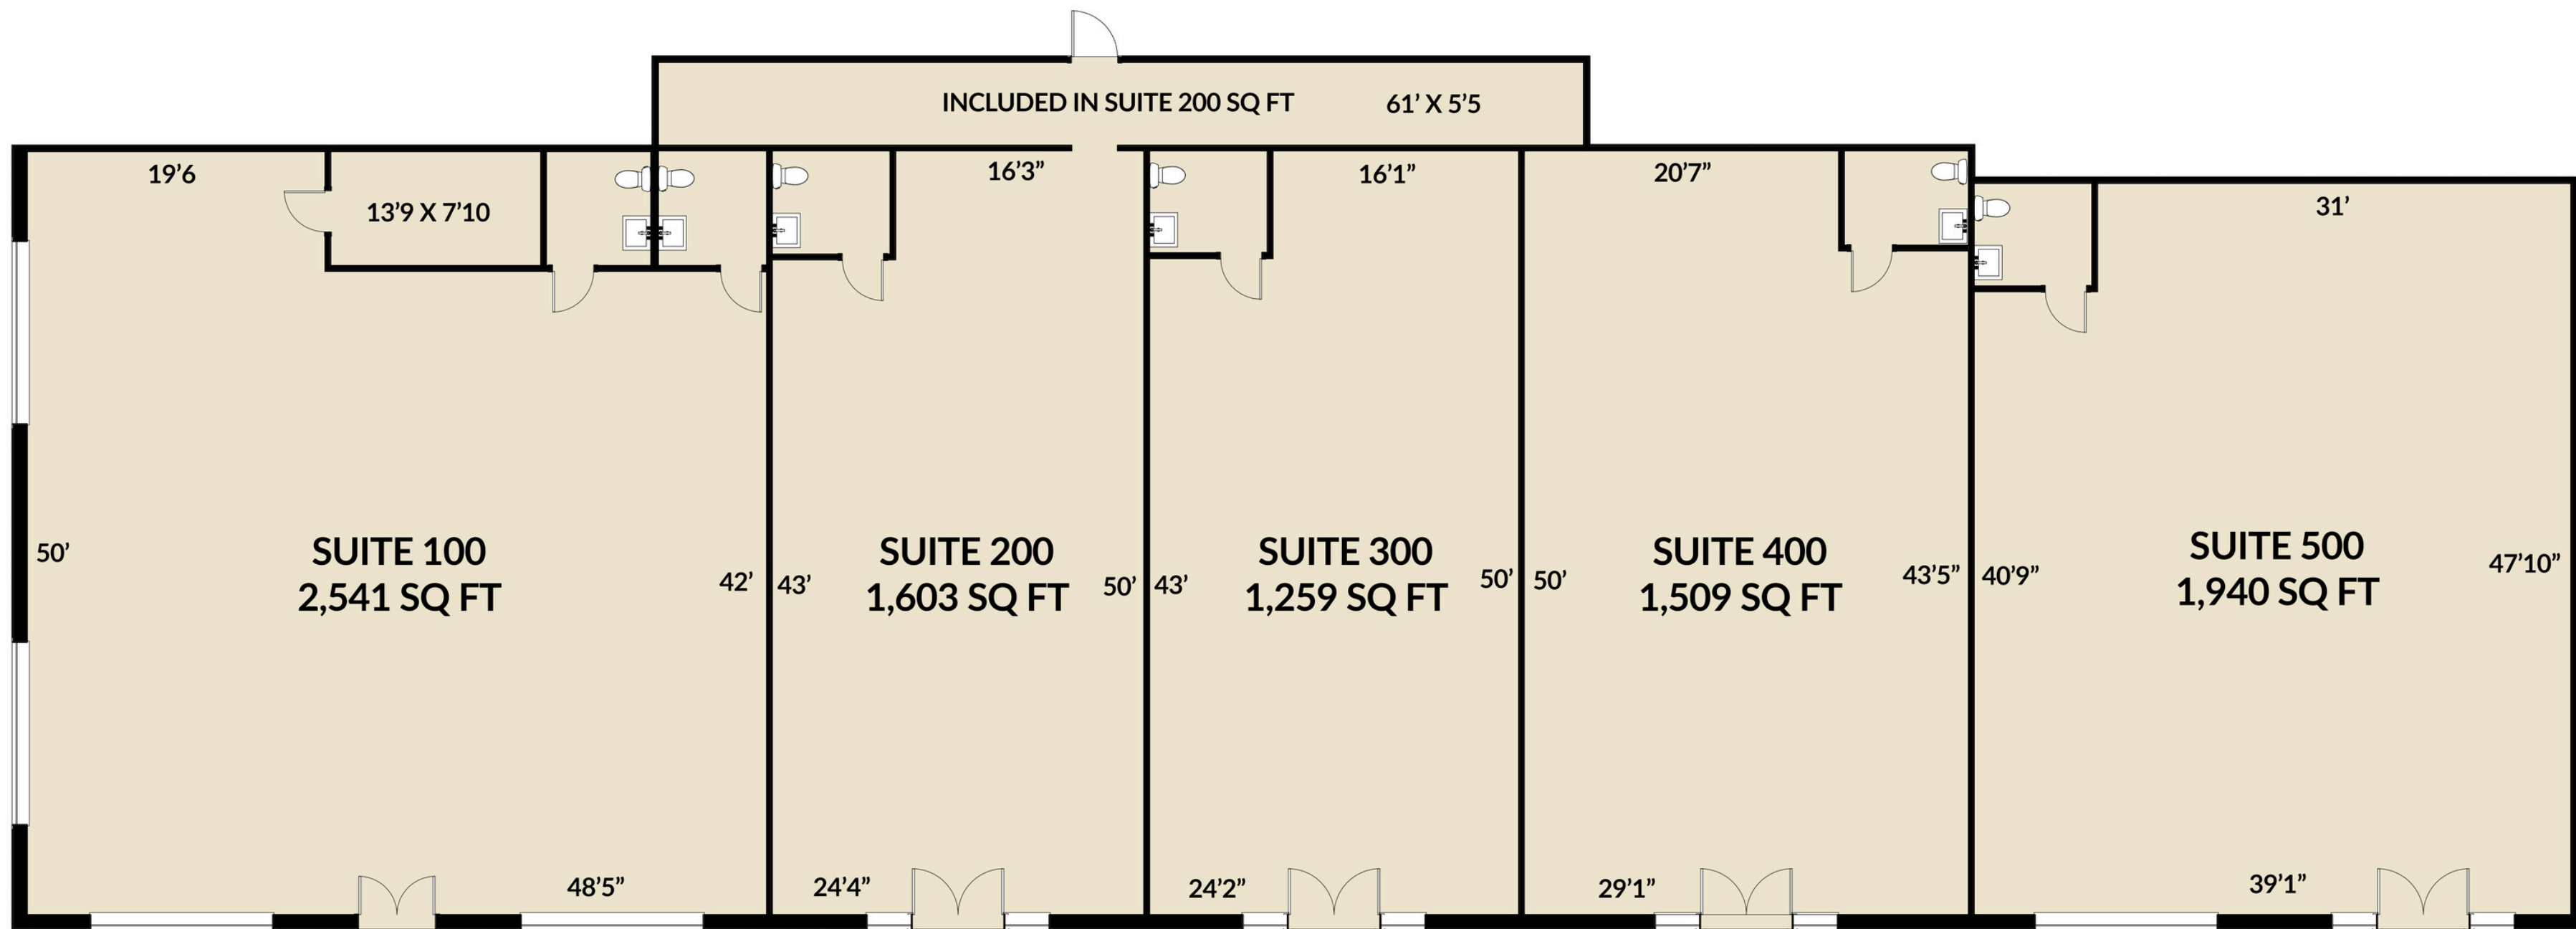 INCLUDED IN SUITE 200 SQ FT 61’ X 5’5
19’6
13’9 X 7’10
16’3”
16’1”
20’7”
31’
SUITE 100
2,541 SQ FT
50’
42’
SUITE 200
1,603 SQ FT
43’
50’
SUITE 300
1,259 SQ FT
43’
50’
SUITE 400
1,509 SQ FT
50’
43’5”
SUITE 500
1,940 SQ FT
40’9”
47’10”
48’5”
24’4”
24’2”
29’1”
39’1”